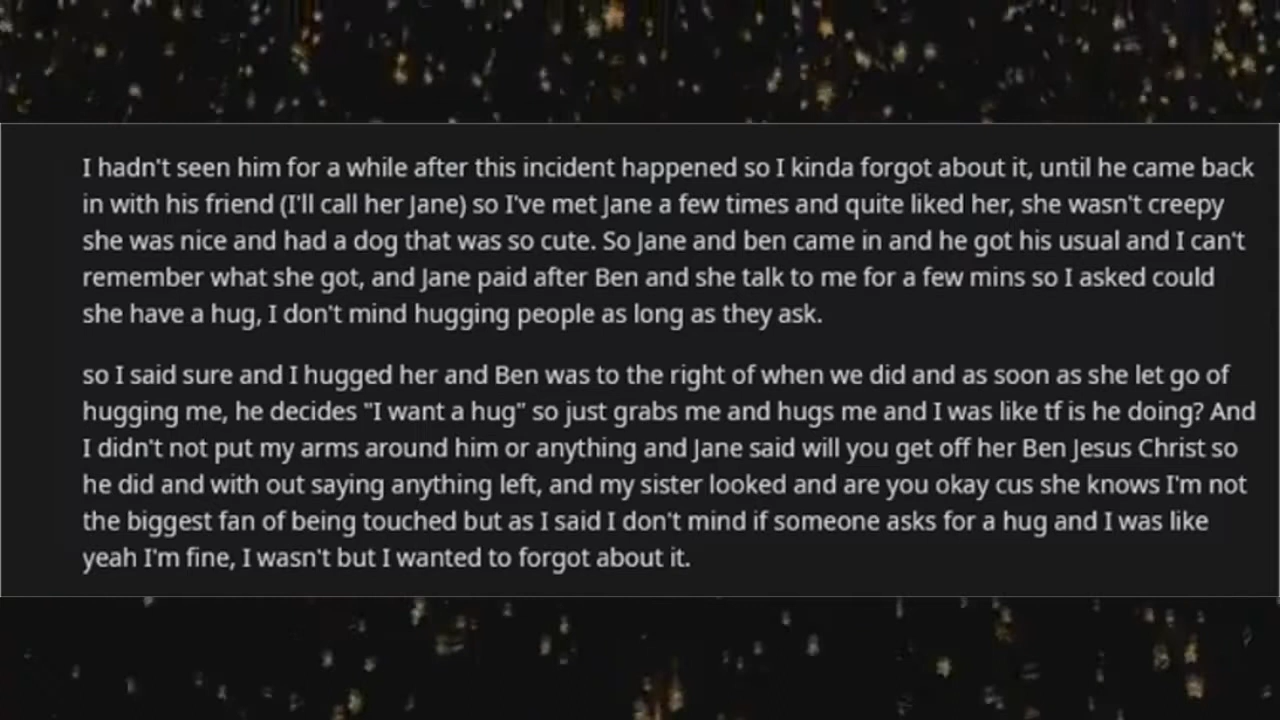 I hadn't seen him for a while after this incident happened so I kinda forgot about it, until he came back
in with his friend (I'll call her Jane) so I've met Jane a few times and quite liked her, she wasn't creepy
she was nice and had a dog that was so cute. So Jane and ben came in and he got his usual and I can't
remember what she got, and Jane paid after Ben and she talk to me for a few mins so I asked could
she have a hug, I don't mind hugging people as long as they ask.
so I said sure and I hugged her and Ben was to the right of when we did and as soon as she let go of
hugging me, he decides "I want a hug" so just grabs me and hugs me and I was like tf is he doing? And
I didn't not put my arms around him or anything and Jane said will you get off her Ben Jesus Christ so
he did and with out saying anything left, and my sister looked and are you okay cus she knows I'm not
the biggest fan of being touched but as I said I don't mind if someone asks for a hug and I was like
yeah I'm fine, I wasn't but I wanted to forgot about it.